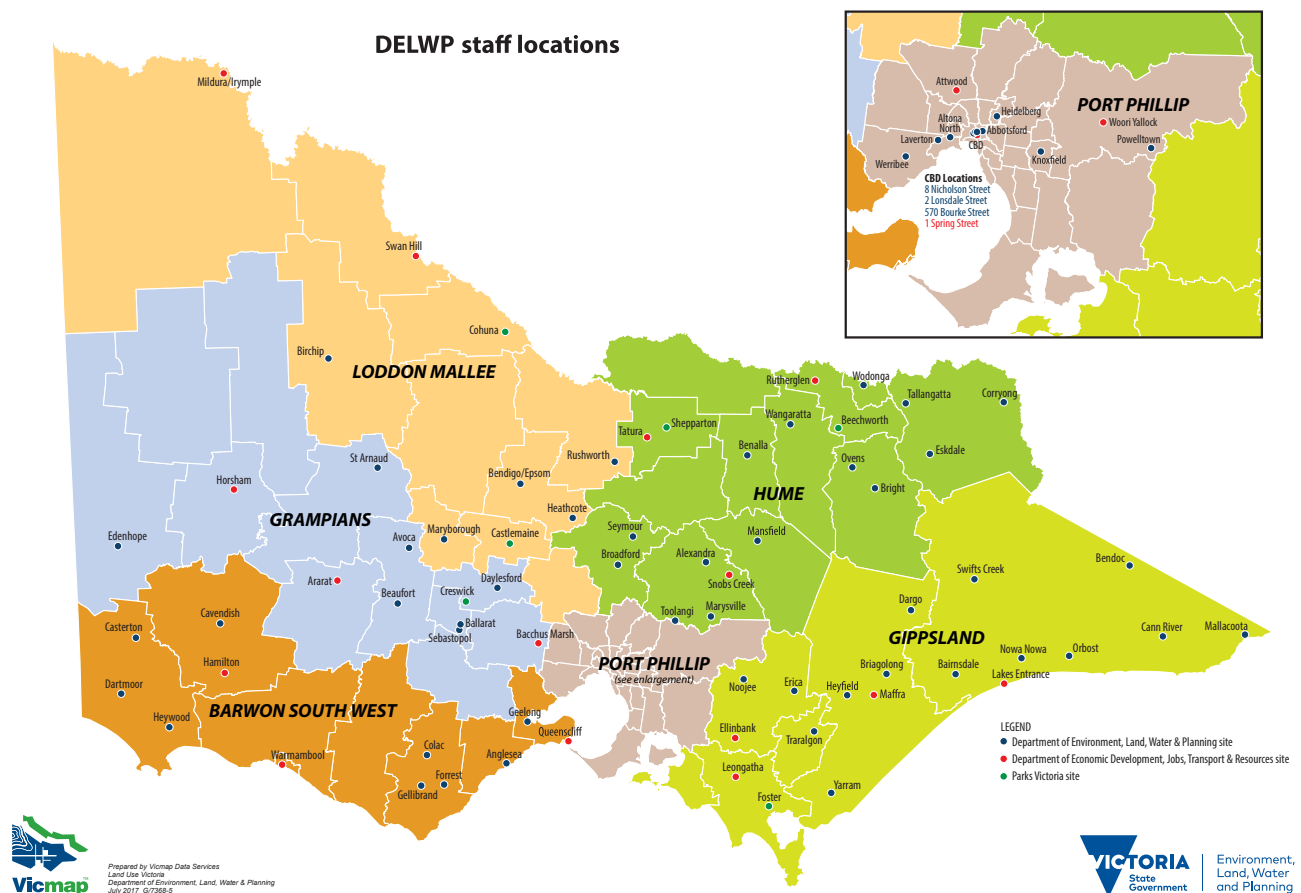 DELWP staff locations
Mildura/Irymple
Swan Hill
Cohuna
Birchip
LODDON MALLEE
Rushworth
Bendigo/Epsom
Heathcote
Maryborough
Castlemaine
St Arnaud
Horsham
GRAMPIANS
Edenhope
Avoca
Ararat
Beaufort
Creswick
Daylesford
Ballarat
Sebastopol
Bacchus Marsh
Cavendish
Casterton
Hamilton
Dartmoor
Heywood
BARWON SOUTH WEST
Warrnambool
Geelong
Queenscliff
Colac
Anglesea
Forrest
Gellibrand
Rutherglen
Wodonga
Tallangatta
Corryong
Tatura
Shepparton
Wangaratta
Beechworth
Benalla
Ovens
Eskdale
Bright
HUME
Seymour
Mansfield
Broadford
Alexandra
Snobs Creek
Toolangi
Marysville
PORT PHILLIP
(see enlargement)
Bendoc
Swifts Creek
Dargo
GIPPSLAND
Cann River
Mallacoota
Orbost
Nowa Nowa
Lakes Entrance
Bairnsdale
Briagolong
Maffra
Heyfield
Erica
Noojee
Ellinbank
Traralgon
Leongatha
Foster
Yarram
Attwood
Heidelberg
PORT PHILLIP
Woori Yallock
Altona
North
Abbotsford
Laverton
CBD
Powelltown
Werribee
Knoxfield
CBD Locations
8 Nicholson Street
2 Lonsdale Street
570 Bourke Street
1 Spring Street
LEGEND
Department of Environment, Land, Water & Planning site
Department of Economic Development, Jobs, Transport & Resources site
Parks Victoria site
Vicmap™
Prepared by Vicmap Data Services
Land Use Victoria
Department of Environment, Land, Water & Planning
July 2017 G/7368-5
VICTORIA
State
Government
Environment,
Land, Water
and Planning